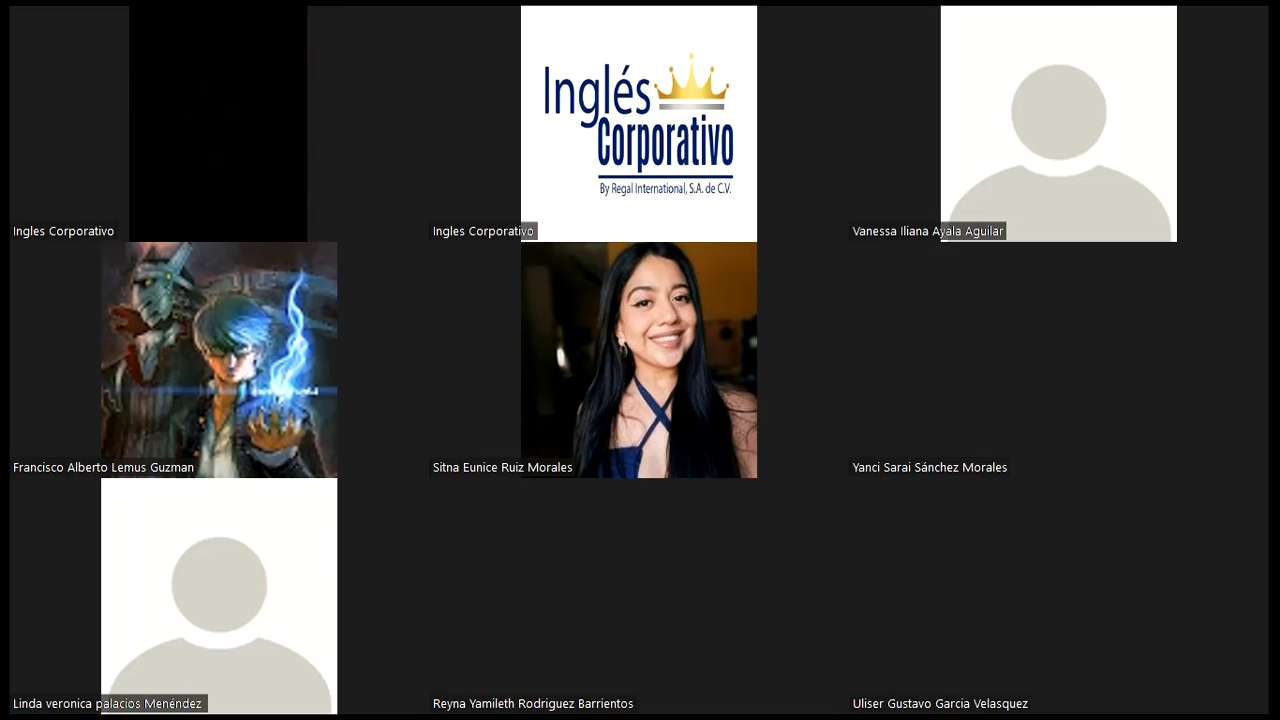 Inglés
Corporativo
By Regal International, S.A. de C.V.
Ingles Corporativo
Ingles Corporativo
Vanessa Iliana Ayala Aguilar
Francisco Alberto Lemus Guzman
Sitna Eunice Ruiz Morales
Yanci Sarai Sánchez Morales
Linda veronica palacios Menéndez
Reyna Yamileth Rodriguez Barrientos
Uliser Gustavo Garcia Velasquez